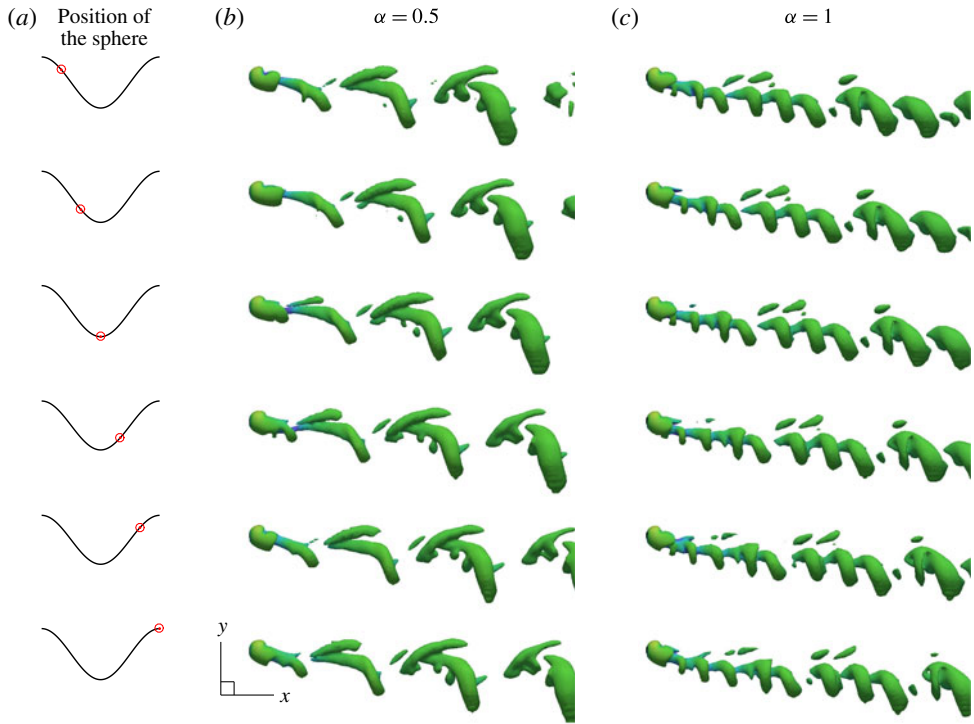 (a) Position of the sphere
(b) α = 0.5
(c) α = 1
y
x